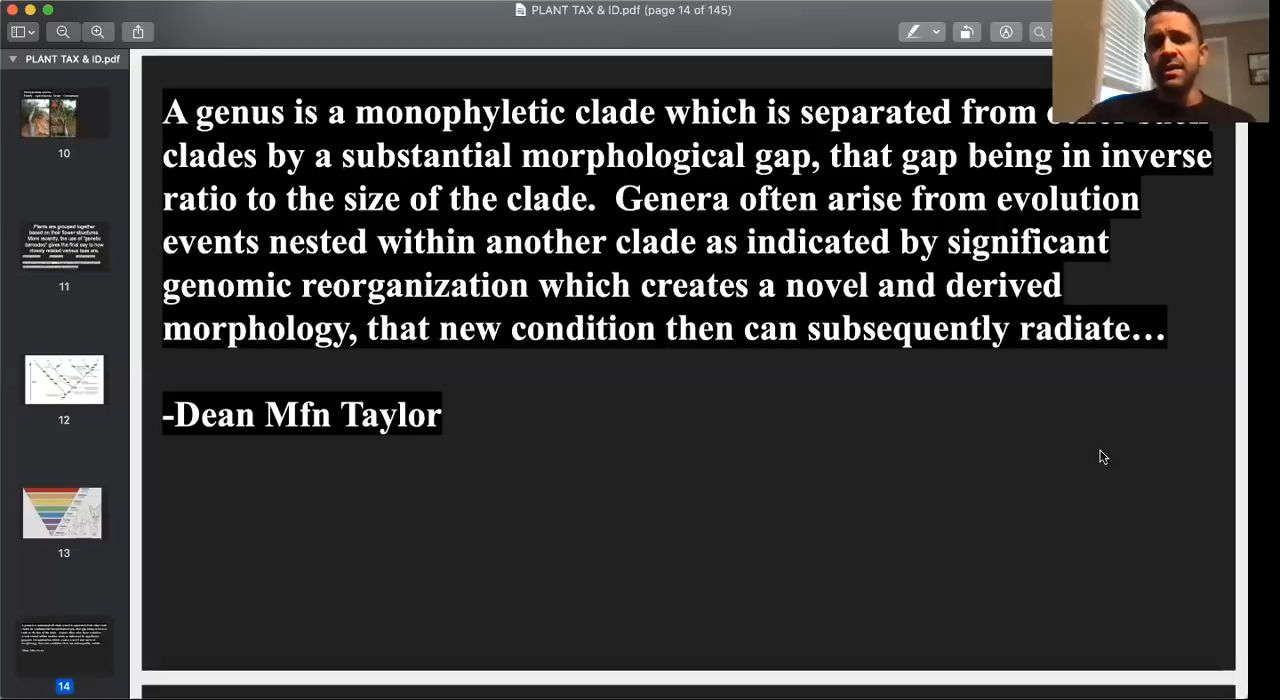 PLANT TAX & ID.pdf (page 14 of 145)
PLANT TAX & ID.pdf
10
11
12
13
14
A genus is a monophyletic clade which is separated from
clades by a substantial morphological gap, that gap being in inverse
ratio to the size of the clade. Genera often arise from evolution
events nested within another clade as indicated by significant
genomic reorganization which creates a novel and derived
morphology, that new condition then can subsequently radiate…
-Dean Mfn Taylor